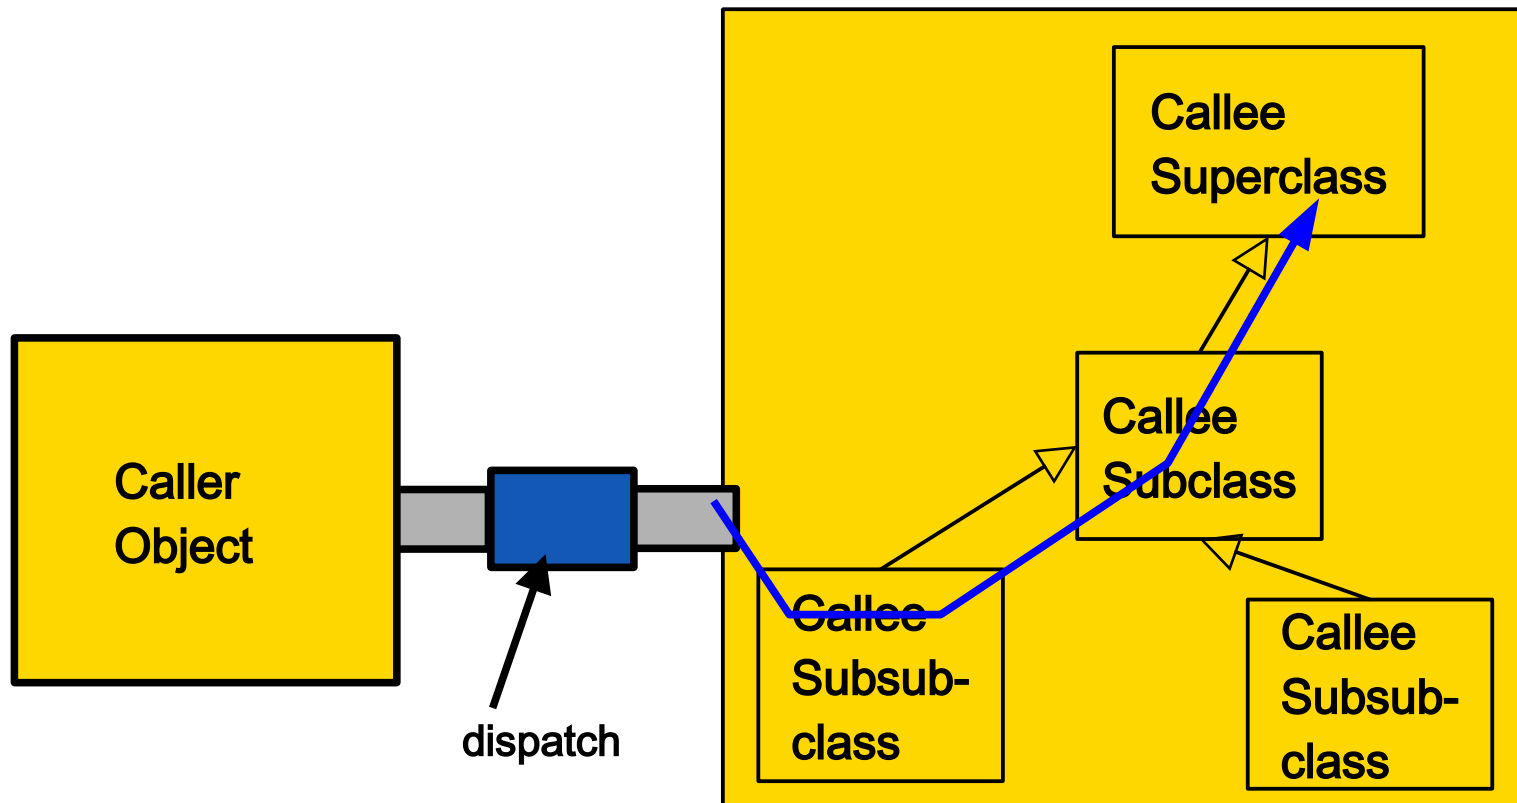 Callee
Superclass
Caller
Object
Callee
Subclass
dispatch
Callee
Subsub-
class
Callee
Subsub-
class